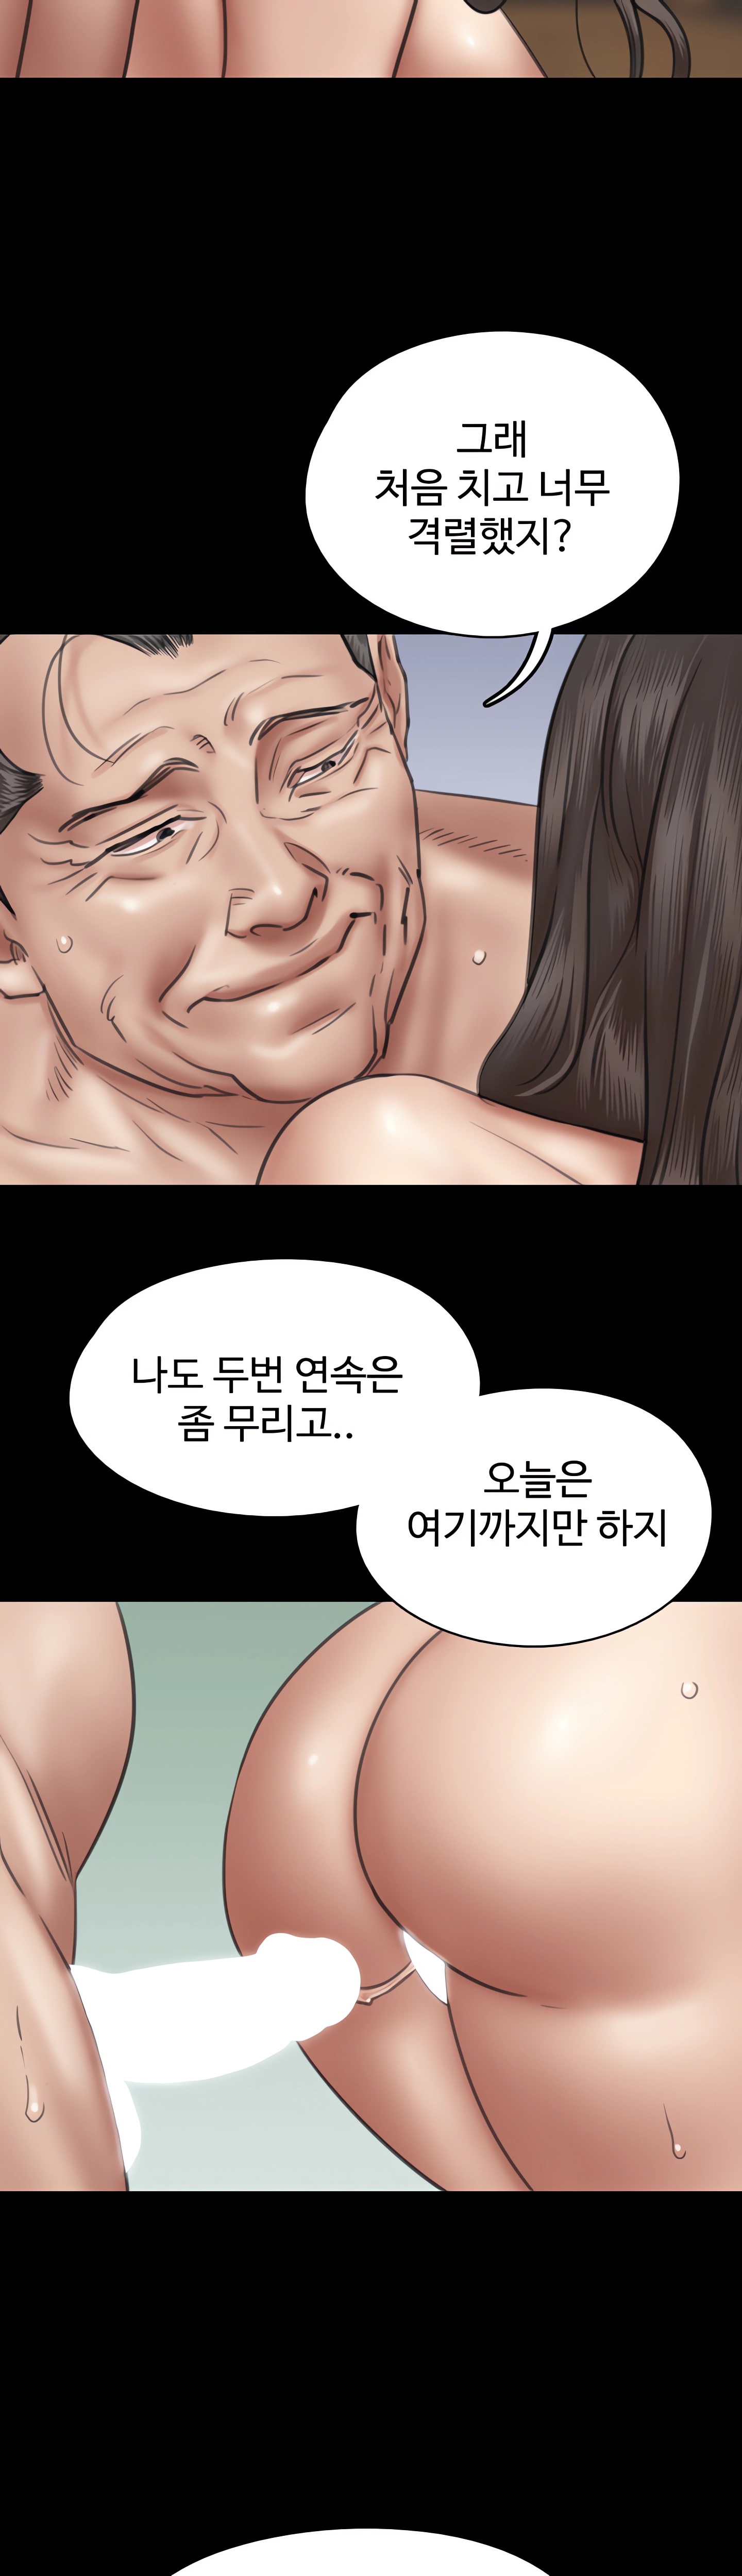 그래
처음 치고 너무
격렬했지?
나도 두번 연속은
좀 무리고..
오늘은
여기까지만 하지